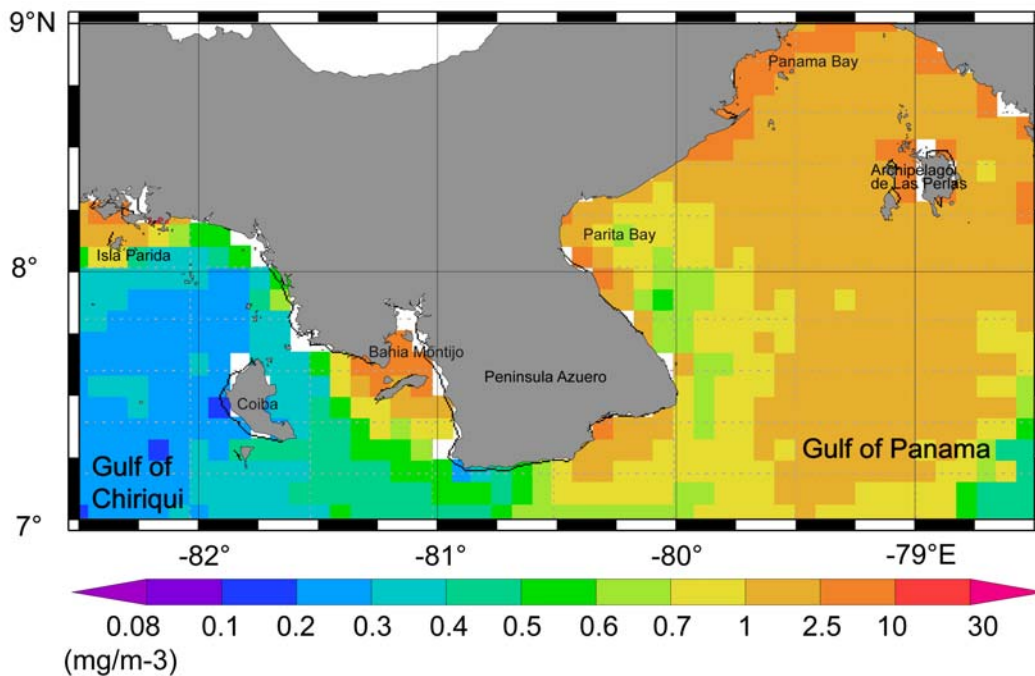 9°N
Panama Bay
Archipelagol
de Las Perlas
Parita Bay
Isla Parida
8°
Bahia Montijo
Peninsula Azuero
Coiba
Gulf of Panama
Gulf of
Chiriqui
7°
-82° -81° -80° -79°E
0.08 0.1 0.2 0.3 0.4 0.5 0.6 0.7 1 2.5 10 30
(mg/m-3)